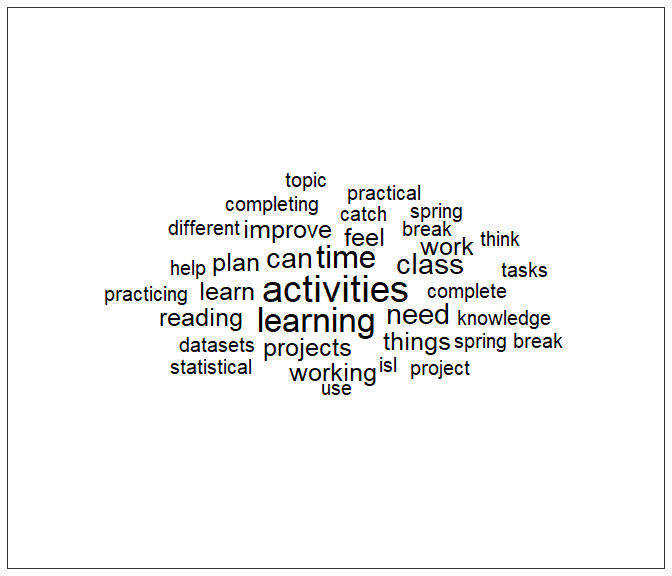 topic
practical
completing
catch
spring
different
improve
feel
break
work
think
can
time
help
plan
class
tasks
practicing
learn
activities
complete
reading
learning
need
knowledge
datasets
projects
things
spring break
statistical
working
isl
project
use